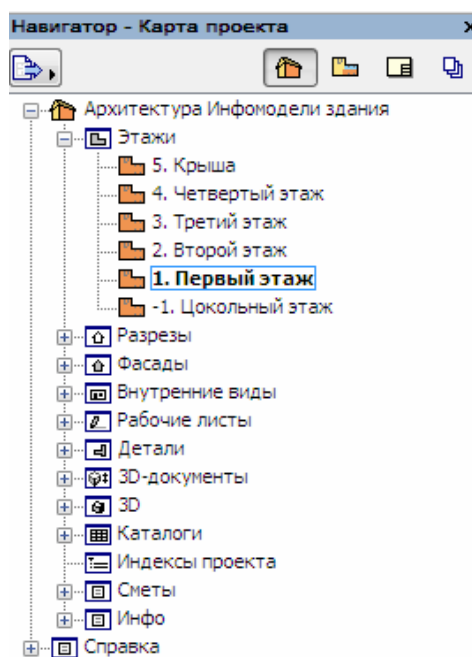 Навигатор - Карта проекта
Архитектура Инфомодели здания
Этажи
5. Крыша
4. Четвертый этаж
3. Третий этаж
2. Второй этаж
1. Первый этаж
-1. Цокольный этаж
Разрезы
Фасады
Внутренние виды
Рабочие листы
Детали
3D-документы
3D
Каталоги
Индексы проекта
Сметы
Инфо
Справка